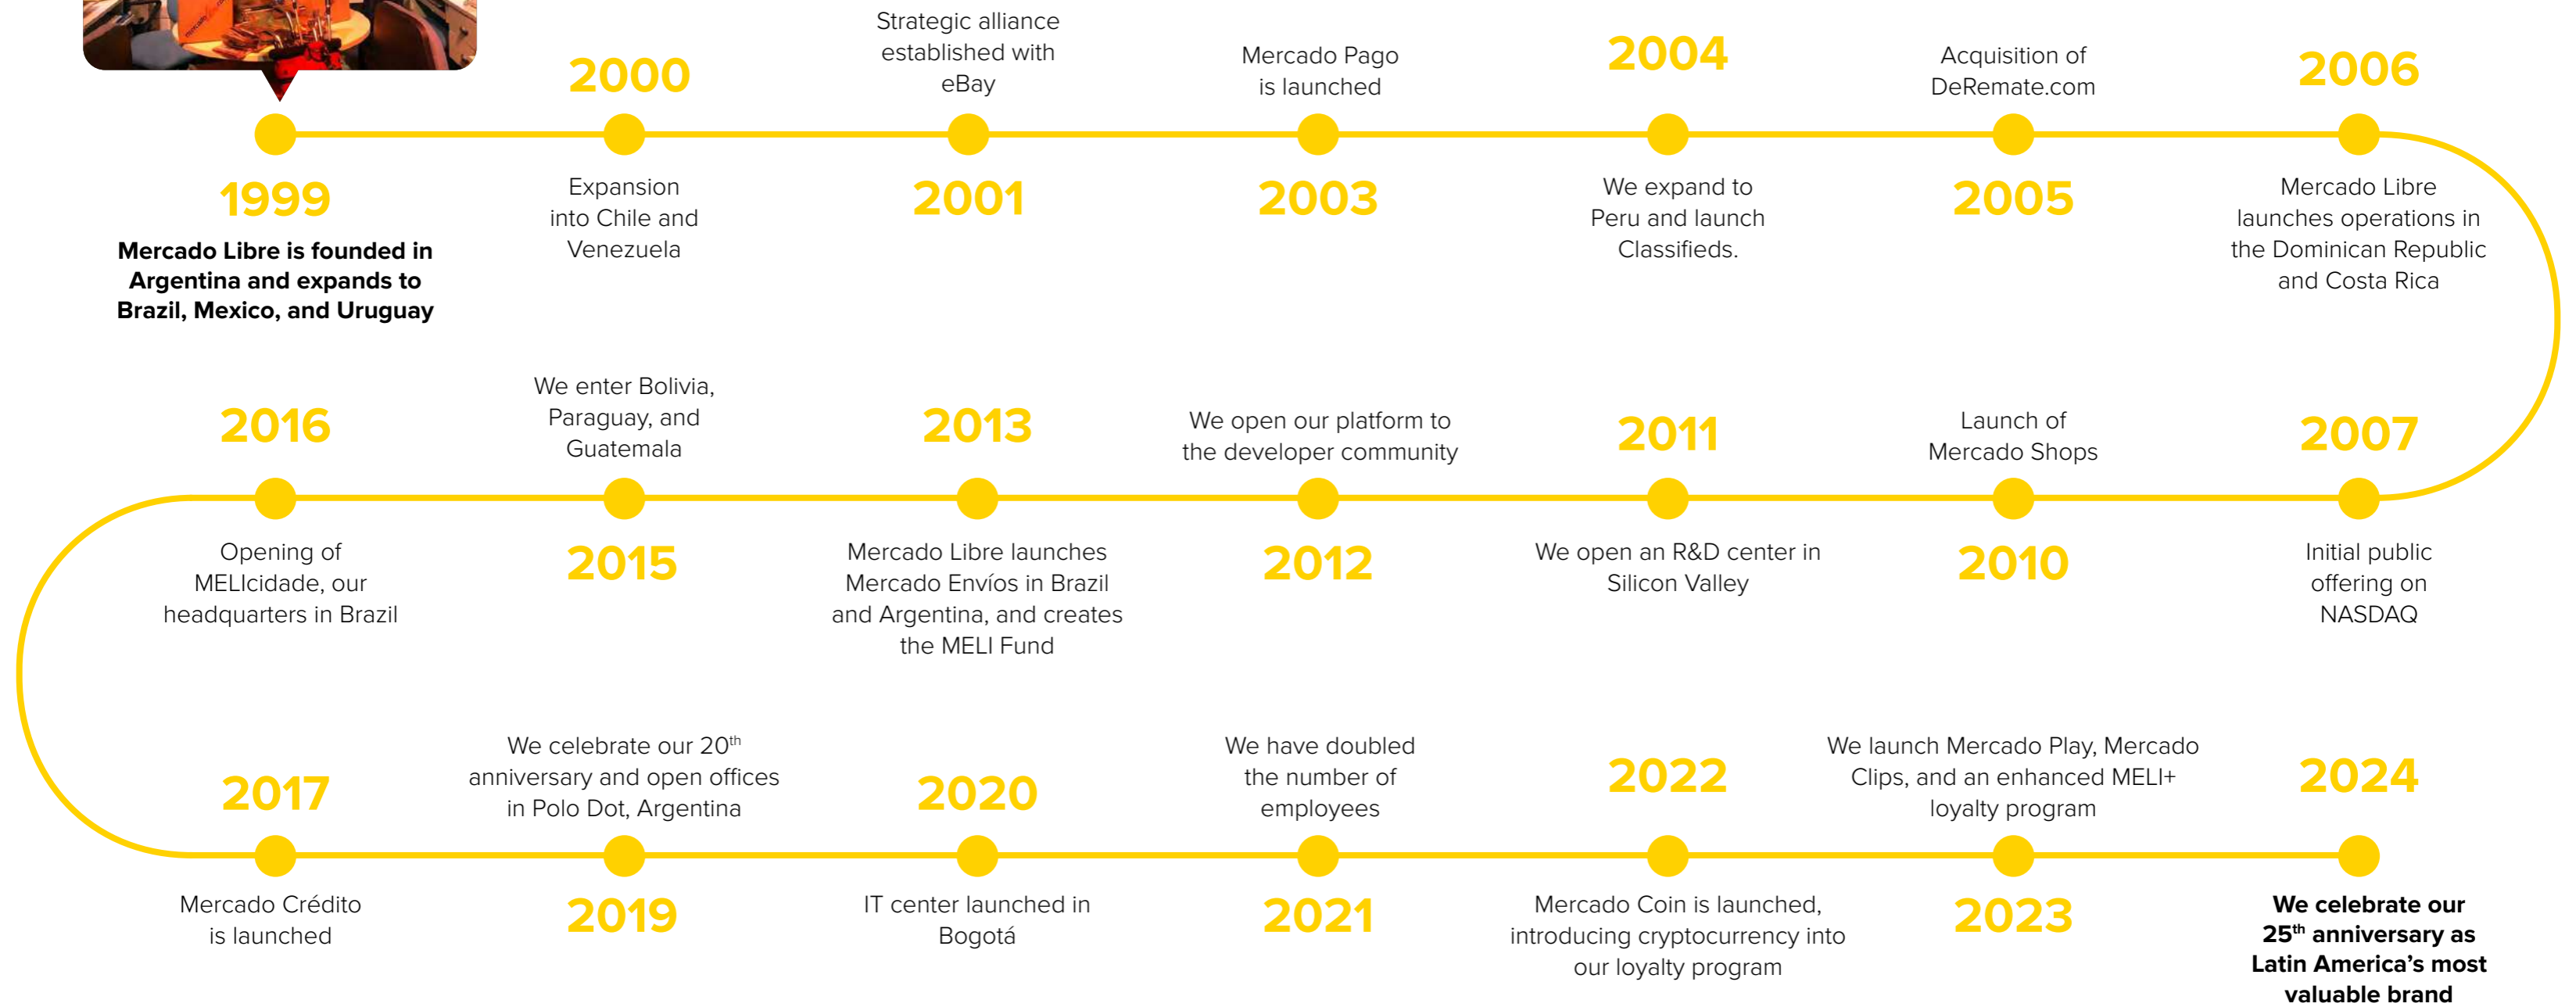 2000
Expansion
into Chile and
Venezuela
1999
Mercado Libre is founded in
Argentina and expands to
Brazil, Mexico, and Uruguay
Strategic alliance
established with
eBay
2001
Mercado Pago
is launched
2003
2004
We expand to
Peru and launch
Classifieds.
Acquisition of
DeRemate.com
2005
2006
Mercado Libre
launches operations in
the Dominican Republic
and Costa Rica
2007
Initial public
offering on
NASDAQ
Launch of
Mercado Shops
2010
2011
We open an R&D center in
Silicon Valley
We open our platform to
the developer community
2012
2013
Mercado Libre launches
Mercado Envíos in Brazil
and Argentina, and creates
the MELI Fund
We enter Bolivia,
Paraguay, and
Guatemala
2015
2016
Opening of
MELIcidade, our
headquarters in Brazil
2017
Mercado Crédito
is launched
We celebrate our 20th
anniversary and open offices
in Polo Dot, Argentina
2019
2020
IT center launched in
Bogotá
We have doubled
the number of
employees
2021
2022
Mercado Coin is launched,
introducing cryptocurrency into
our loyalty program
We launch Mercado Play, Mercado
Clips, and an enhanced MELI+
loyalty program
2023
2024
We celebrate our
25th anniversary as
Latin America's most
valuable brand